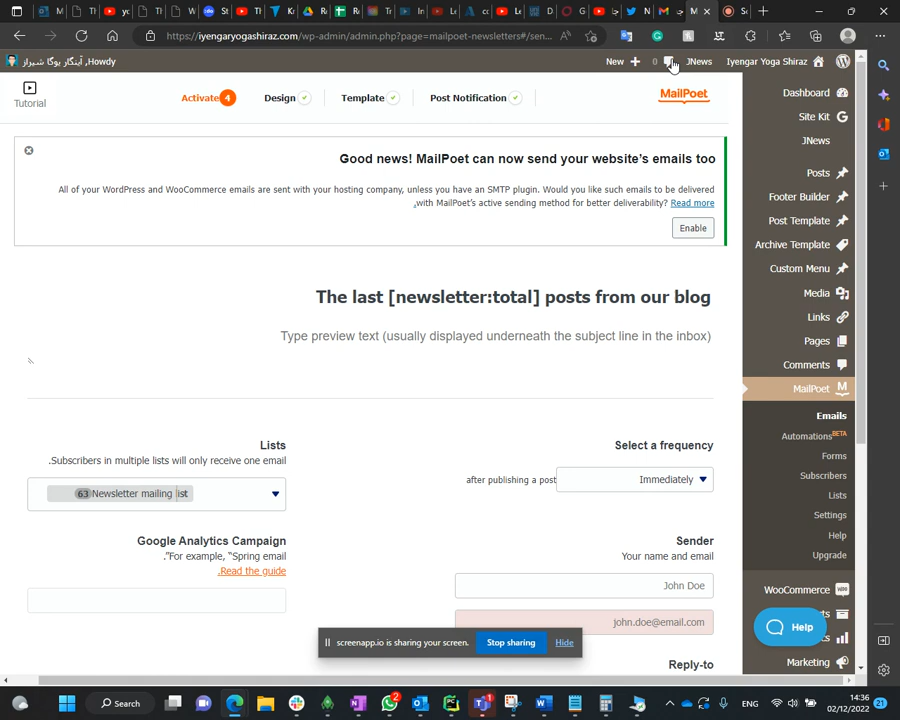 https://iyengaryogashiraz.com/wp-admin/admin.php?page=mailpoet-newsletters#/sen...
آینگار یوگا شیراز ,Howdy
New
0
JNews
Iyengar Yoga Shiraz
Tutorial
Activate 4
Design
Template
Post Notification
MailPoet
Good news! MailPoet can now send your website's emails too
All of your WordPress and WooCommerce emails are sent with your hosting company, unless you have an SMTP plugin. Would you like such emails to be delivered
.with MailPoet's active sending method for better deliverability? Read more
Enable
The last [newsletter:total] posts from our blog
Type preview text (usually displayed underneath the subject line in the inbox)
Lists
.Subscribers in multiple lists will only receive one email
63 Newsletter mailing list
Select a frequency
after publishing a post
Immediately
Google Analytics Campaign
."For example, "Spring email
.Read the guide
Sender
Your name and email
John Doe
john.doe@email.com
Reply-to
Dashboard
Site Kit
JNews
Posts
Footer Builder
Post Template
Archive Template
Custom Menu
Media
Links
Pages
Comments
MailPoet
Emails
Automations BETA
Forms
Subscribers
Lists
Settings
Help
Upgrade
WooCommerce
Marketing
Help
screenapp.io is sharing your screen.
Stop sharing
Hide
Search
2
1
ENG
14:36
02/12/2022
21